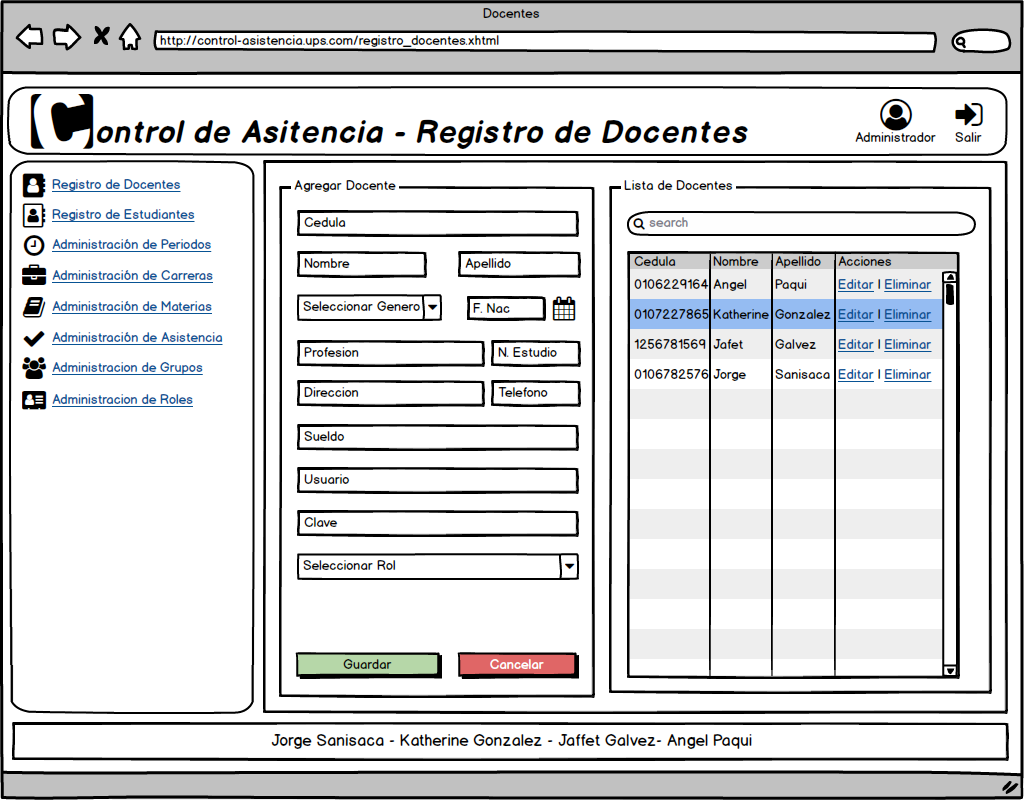 Docentes
http://control-asistencia.ups.com/registro_docentes.xhtml
Control de Asitencia - Registro de Docentes
Administrador
Salir
Registro de Docentes
Registro de Estudiantes
Administración de Periodos
Administración de Carreras
Administración de Materias
Administración de Asistencia
Administracion de Grupos
Administracion de Roles
Agregar Docente
Cedula
Nombre Apellido
Seleccionar Genero F. Nac
Profesion N. Estudio
Direccion Telefono
Sueldo
Usuario
Clave
Seleccionar Rol
Guardar Cancelar
Lista de Docentes
search
Cedula Nombre Apellido Acciones
0106229164 Angel Paqui Editar | Eliminar
0107227865 Katherine Gonzalez Editar | Eliminar
1256781569 Jafet Galvez Editar | Eliminar
0106782576 Jorge Sanisaca Editar | Eliminar
Jorge Sanisaca - Katherine Gonzalez - Jaffet Galvez- Angel Paqui